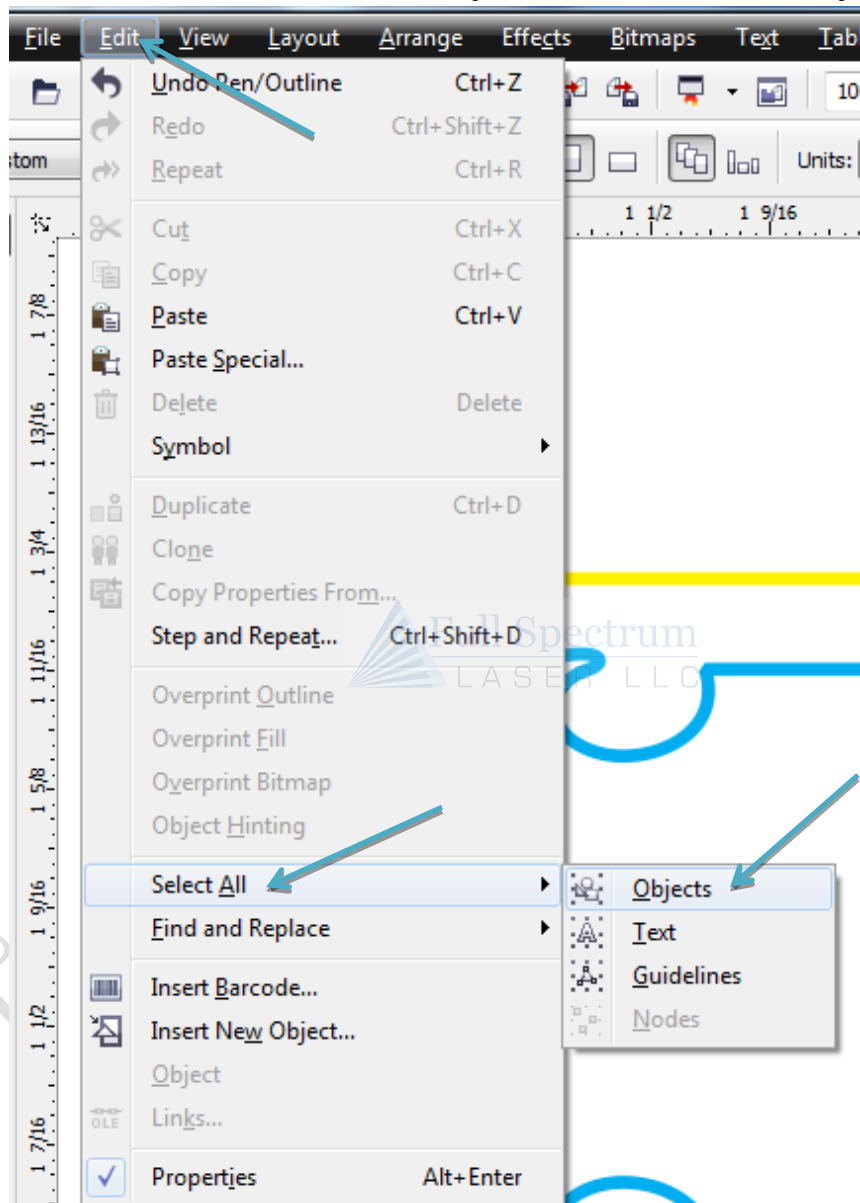 File Edit View Layout Arrange Effects Bitmaps Text Tab
Undo Pen/Outline Ctrl+Z
10
Redo Ctrl+Shift+Z
tom
Repeat Ctrl+R
Units:
1 1/2 1 9/16
Cut Ctrl+X
Copy Ctrl+C
1 7/8
Paste Ctrl+V
Paste Special...
Delete Delete
1 13/16
Symbol
Duplicate Ctrl+D
1 3/4
Clone
Copy Properties From...
Step and Repeat... Ctrl+Shift+D
Full Spectrum
LASER LLC
1 11/16
Overprint Outline
Overprint Fill
1 5/8
Overprint Bitmap
Object Hinting
Select All
Objects
1 9/16
Find and Replace
Text
Guidelines
Insert Barcode...
Nodes
1 1/2
Insert New Object...
Object
OLE Links...
1 7/16
Properties Alt+Enter